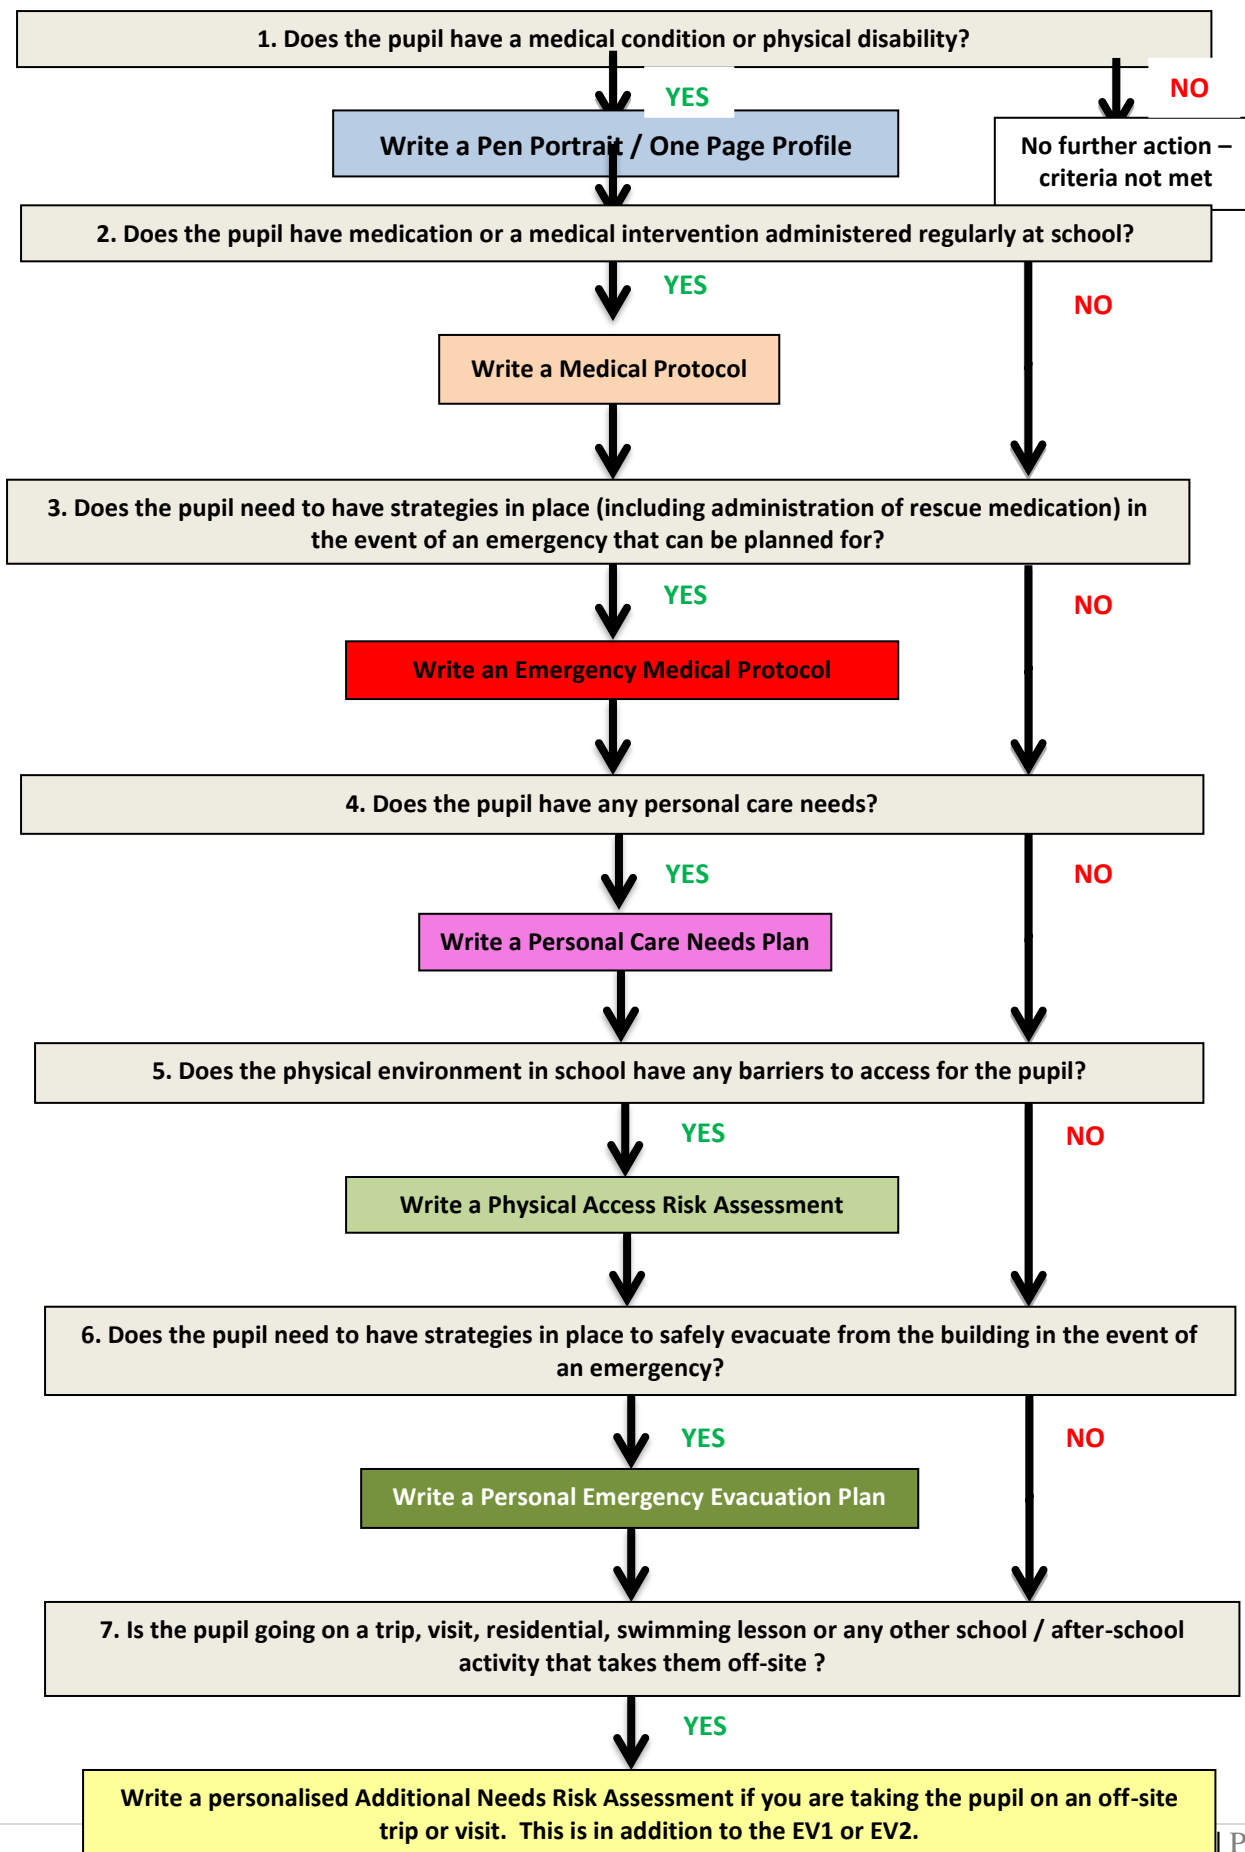 1. Does the pupil have a medical condition or physical disability?
YES
NO
Write a Pen Portrait / One Page Profile
No further action –
criteria not met
2. Does the pupil have medication or a medical intervention administered regularly at school?
YES
NO
Write a Medical Protocol
3. Does the pupil need to have strategies in place (including administration of rescue medication) in
the event of an emergency that can be planned for?
YES
NO
Write an Emergency Medical Protocol
4. Does the pupil have any personal care needs?
YES
NO
Write a Personal Care Needs Plan
5. Does the physical environment in school have any barriers to access for the pupil?
YES
NO
Write a Physical Access Risk Assessment
6. Does the pupil need to have strategies in place to safely evacuate from the building in the event of
an emergency?
YES
NO
Write a Personal Emergency Evacuation Plan
7. Is the pupil going on a trip, visit, residential, swimming lesson or any other school / after-school
activity that takes them off-site ?
YES
Write a personalised Additional Needs Risk Assessment if you are taking the pupil on an off-site
trip or visit.  This is in addition to the EV1 or EV2.
| P